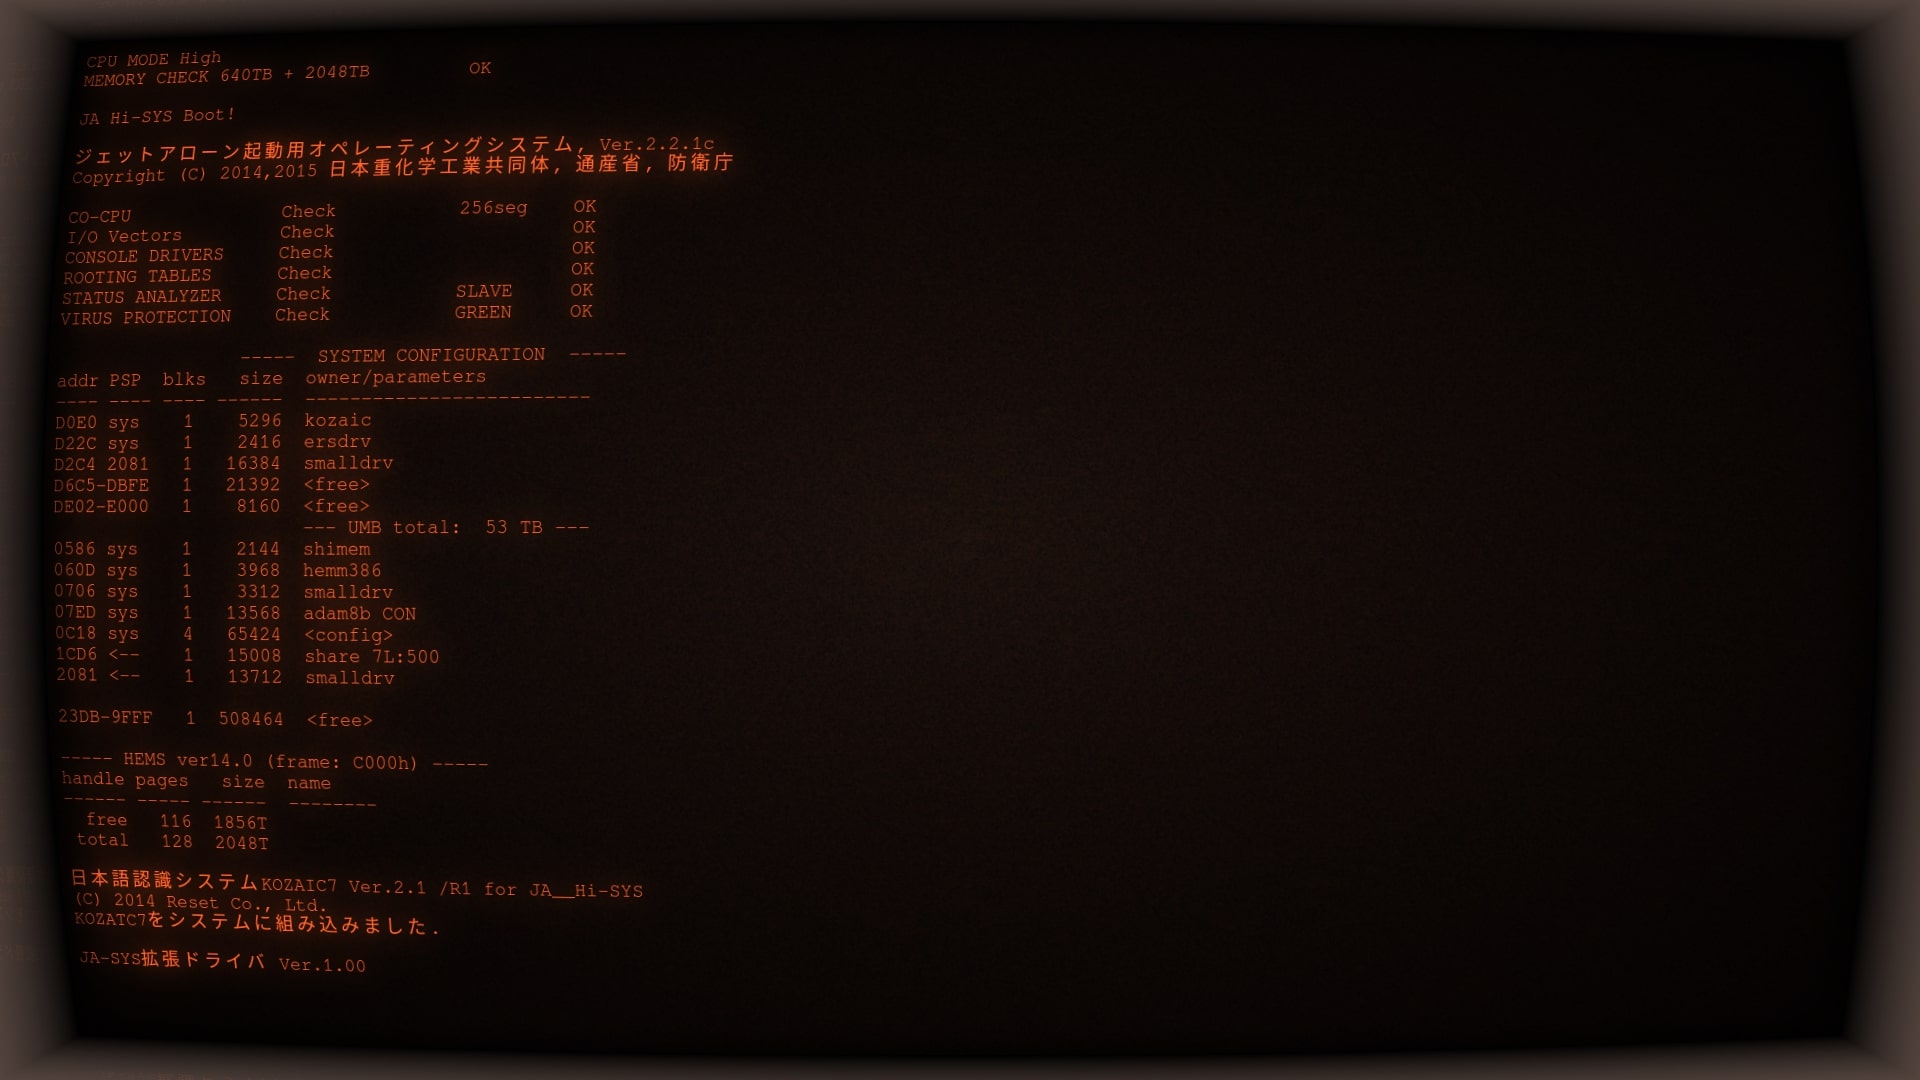 CPU MODE High
MEMORY CHECK 640TB + 2048TB OK
JA Hi-SYS Boot!
ジェットアローン起動用オペレーティングシステム, Ver.2.2.1c
Copyright (C) 2014,2015 日本重化学工業共同体, 通産省, 防衛庁
CO-CPU Check 256seg OK
I/O Vectors Check OK
CONSOLE DRIVERS Check OK
ROOTING TABLES Check OK
STATUS ANALYZER Check SLAVE OK
VIRUS PROTECTION Check GREEN OK
----- SYSTEM CONFIGURATION -----
addr PSP blks size owner/parameters
---- ---- ---- ------ --------------------------
D0E0 sys 1 5296 kozaic
D22C sys 1 2416 ersdrv
D2C4 2081 1 16384 smalldrv
D6C5-DBFE 1 21392 <free>
DE02-E000 1 8160 <free>
--- UMB total: 53 TB ---
0586 sys 1 2144 shimem
060D sys 1 3968 hemm386
0706 sys 1 3312 smalldrv
07ED sys 1 13568 adam8b CON
0C18 sys 4 65424 <config>
1CD6 <-- 1 15008 share 7L:500
2081 <-- 1 13712 smalldrv
23DB-9FFF 1 508464 <free>
----- HEMS ver14.0 (frame: C000h) -----
handle pages size name
------ ----- ------ --------
free 116 1856T
total 128 2048T
日本語認識システムKOZAIC7 Ver.2.1 /R1 for JA__Hi-SYS
(C) 2014 Reset Co., Ltd.
KOZATC7をシステムに組み込みました.
JA-SYS拡張ドライバ Ver.1.00